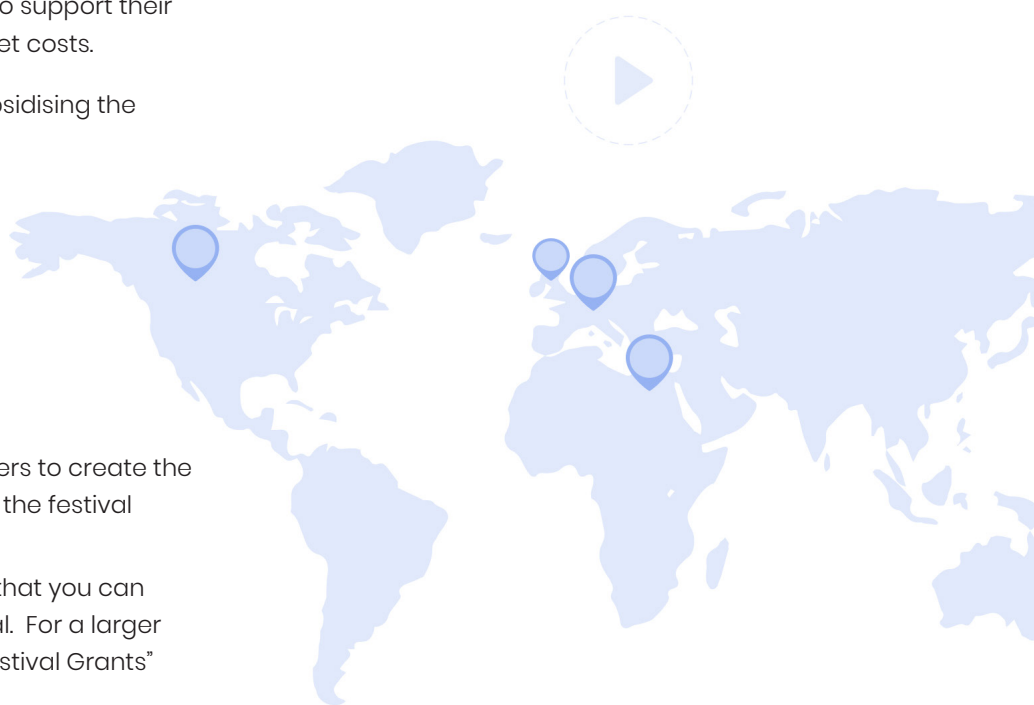 o support their
et costs.
sidising the
ers to create the
the festival
that you can
al.  For a larger
stival Grants”